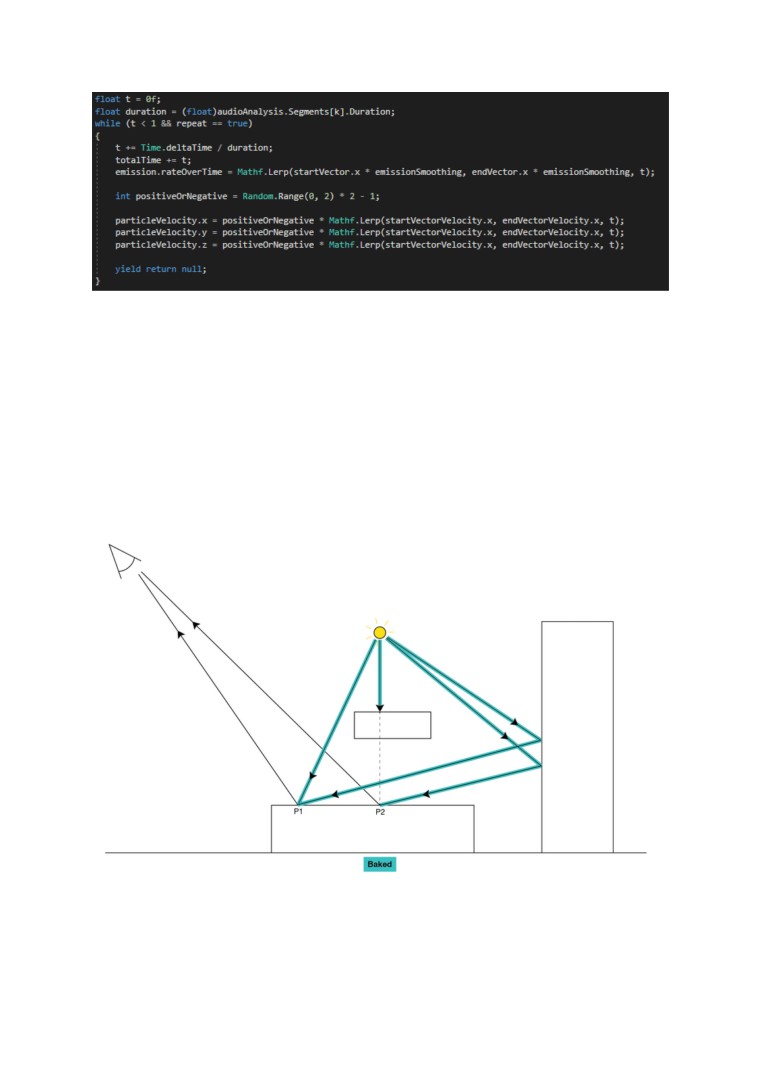 float t = 0f;
float duration = (float)audioAnalysis.Segments[k].Duration;
while (t < 1 && repeat == true)
{
t += Time.deltaTime / duration;
totalTime += t;
emission.rateOverTime = Mathf.Lerp(startVector.x * emissionSmoothing, endVector.x * emissionSmoothing, t);
int positiveOrNegative = Random.Range(0, 2) * 2 - 1;
particleVelocity.x = positiveOrNegative * Mathf.Lerp(startVectorVelocity.x, endVectorVelocity.x, t);
particleVelocity.y = positiveOrNegative * Mathf.Lerp(startVectorVelocity.x, endVectorVelocity.x, t);
particleVelocity.z = positiveOrNegative * Mathf.Lerp(startVectorVelocity.x, endVectorVelocity.x, t);
yield return null;
}
P1 P2
Baked